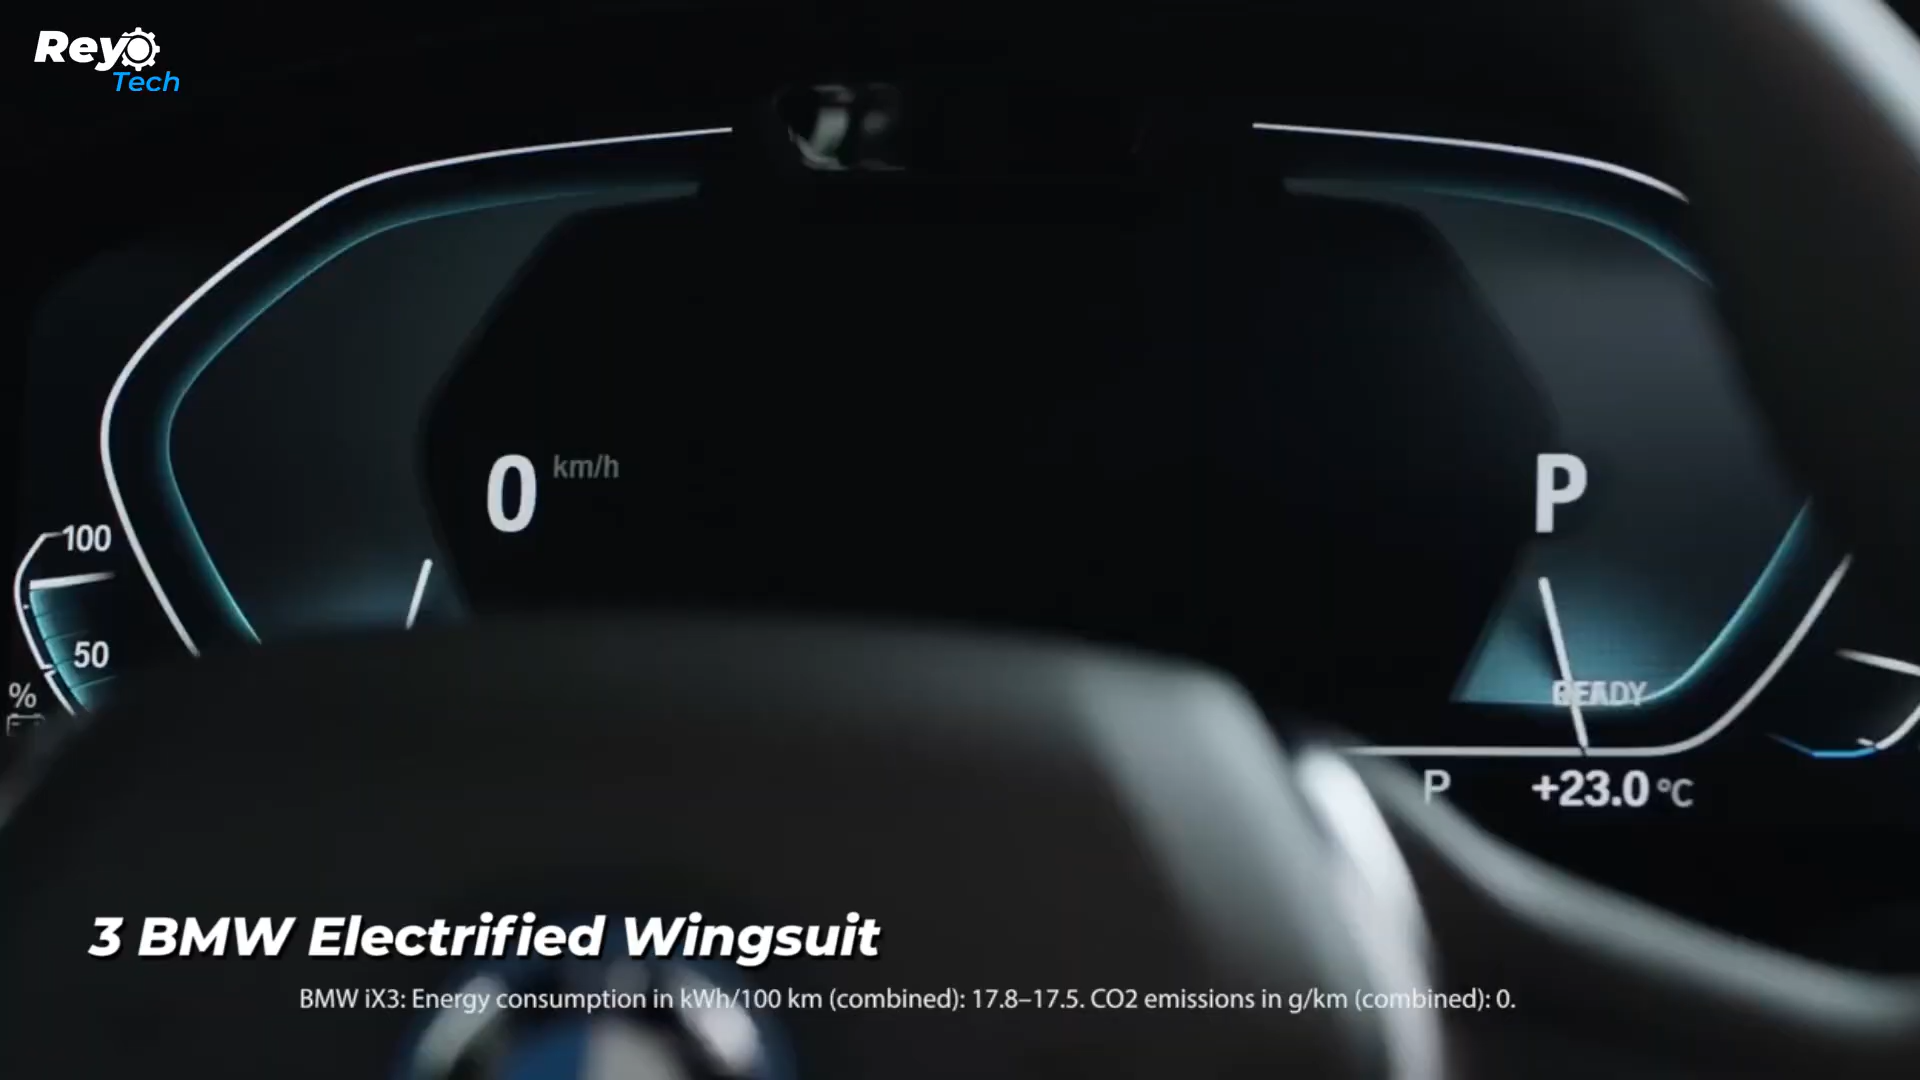 Reyo
Tech
0 km/h
P
100
50
%
READY
P +23.0 °C
3 BMW Electrified Wingsuit
BMW iX3: Energy consumption in kWh/100 km (combined): 17.8–17.5. CO2 emissions in g/km (combined): 0.